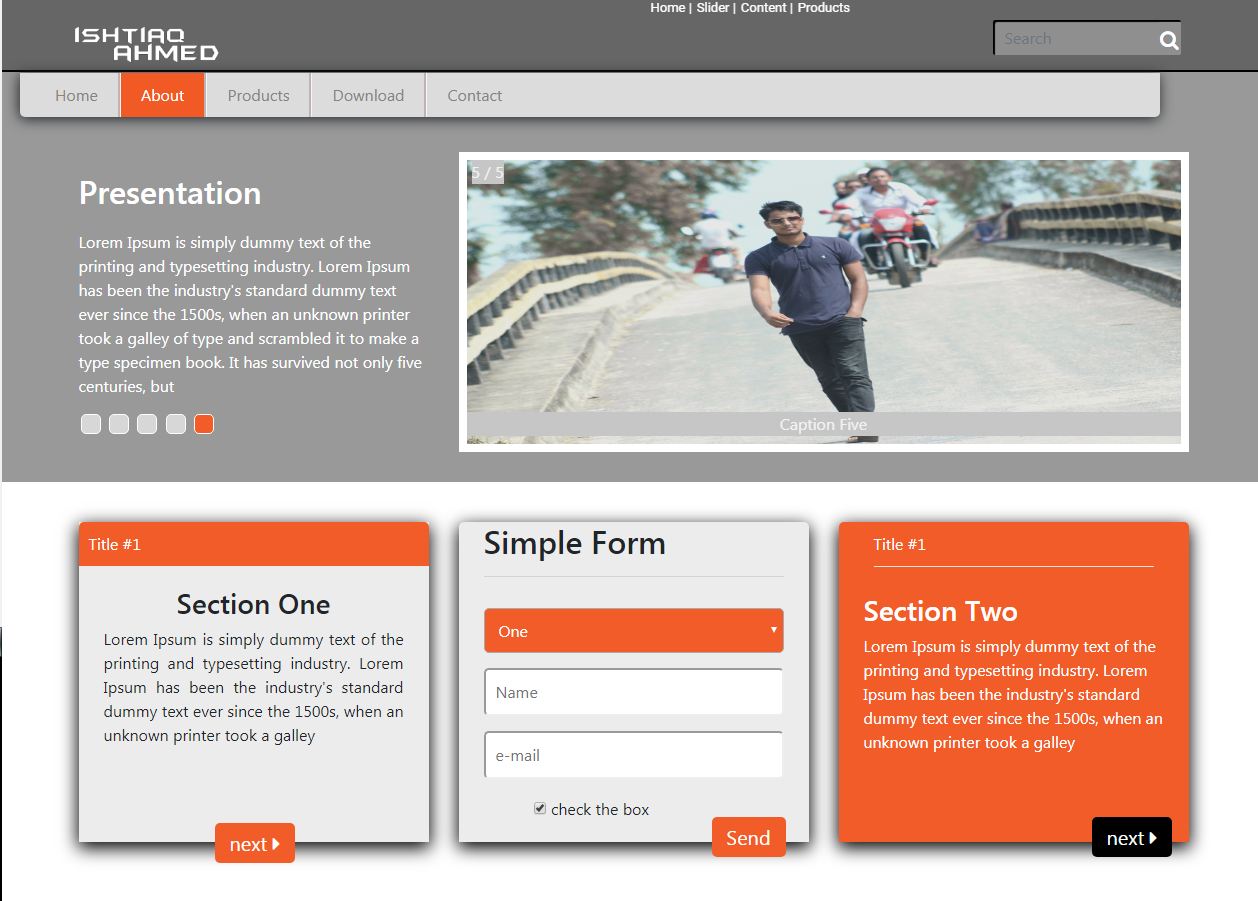 Home | Slider | Content | Products
ISHTIAQ
AHMED
Search
Home About Products Download Contact
Presentation
Lorem Ipsum is simply dummy text of the
printing and typesetting industry. Lorem Ipsum
has been the industry's standard dummy text
ever since the 1500s, when an unknown printer
took a galley of type and scrambled it to make a
type specimen book. It has survived not only five
centuries, but
5 / 5
Caption Five
Title #1
Section One
Lorem Ipsum is simply dummy text of the
printing and typesetting industry. Lorem
Ipsum has been the industry's standard
dummy text ever since the 1500s, when an
unknown printer took a galley
next
Simple Form
One
Name
e-mail
check the box
Send
Title #1
Section Two
Lorem Ipsum is simply dummy text of the
printing and typesetting industry. Lorem
Ipsum has been the industry's standard
dummy text ever since the 1500s, when an
unknown printer took a galley
next